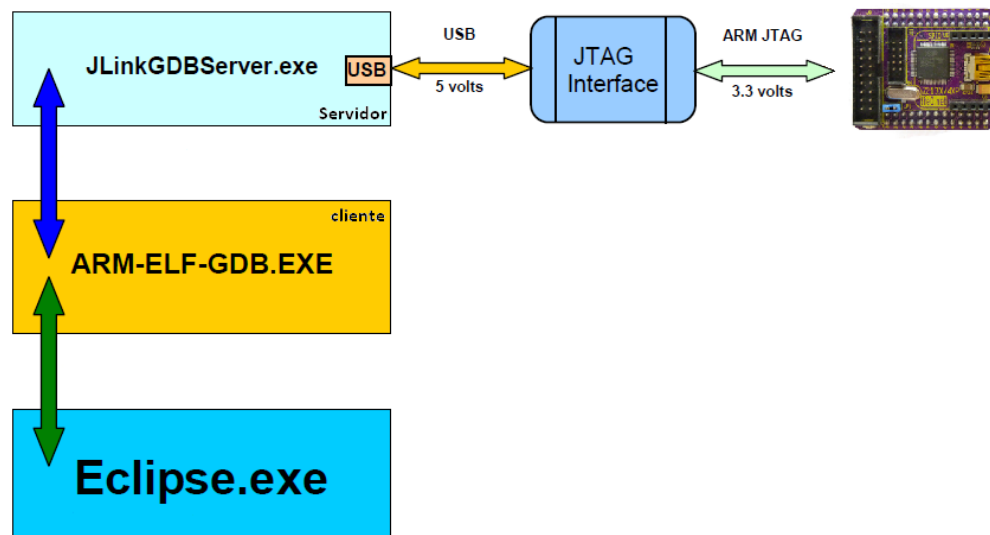 JLinkGDBServer.exe
USB
Servidor
USB
5 volts
JTAG
Interface
ARM JTAG
3.3 volts
cliente
ARM-ELF-GDB.EXE
Eclipse.exe